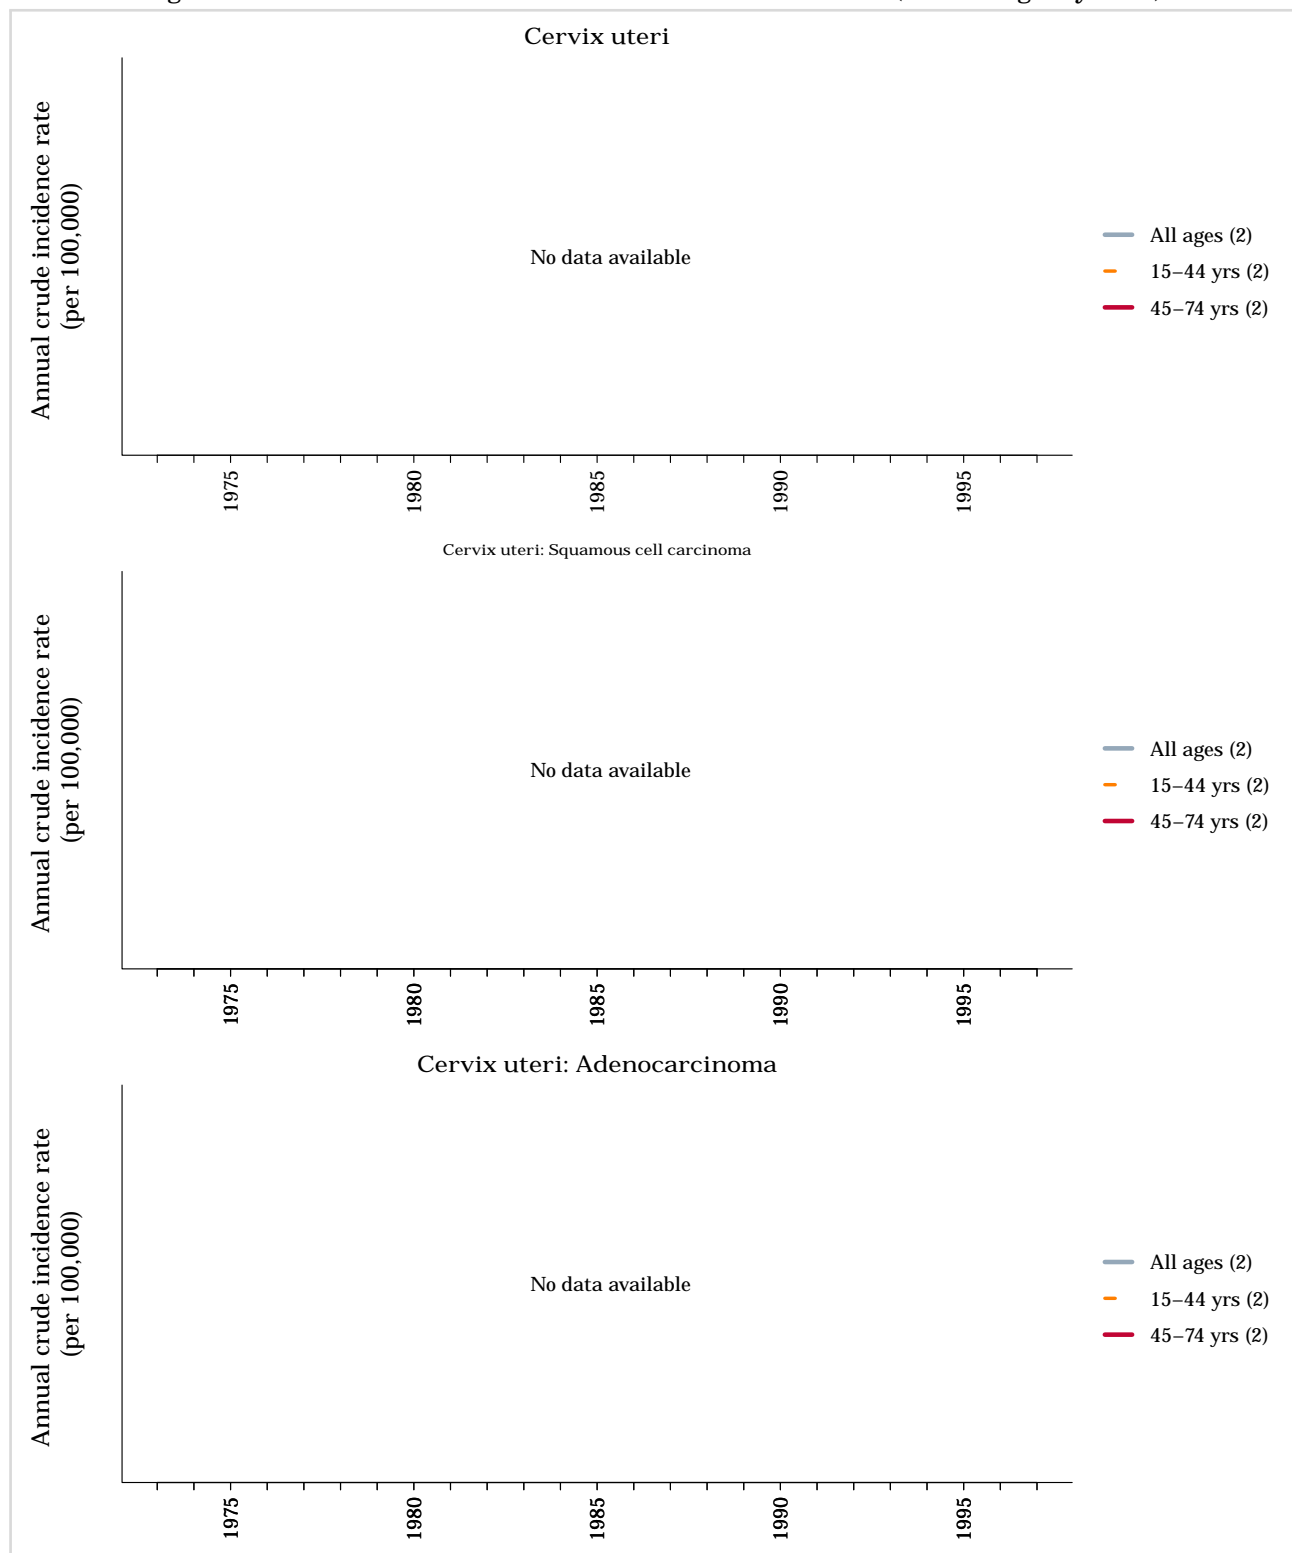 Cervix uteri
Annual crude incidence rate
(per 100,000)
No data available
All ages (2)
15–44 yrs (2)
45–74 yrs (2)
1975
1980
1985
1990
1995
Cervix uteri: Squamous cell carcinoma
Annual crude incidence rate
(per 100,000)
No data available
All ages (2)
15–44 yrs (2)
45–74 yrs (2)
1975
1980
1985
1990
1995
Cervix uteri: Adenocarcinoma
Annual crude incidence rate
(per 100,000)
No data available
All ages (2)
15–44 yrs (2)
45–74 yrs (2)
1975
1980
1985
1990
1995